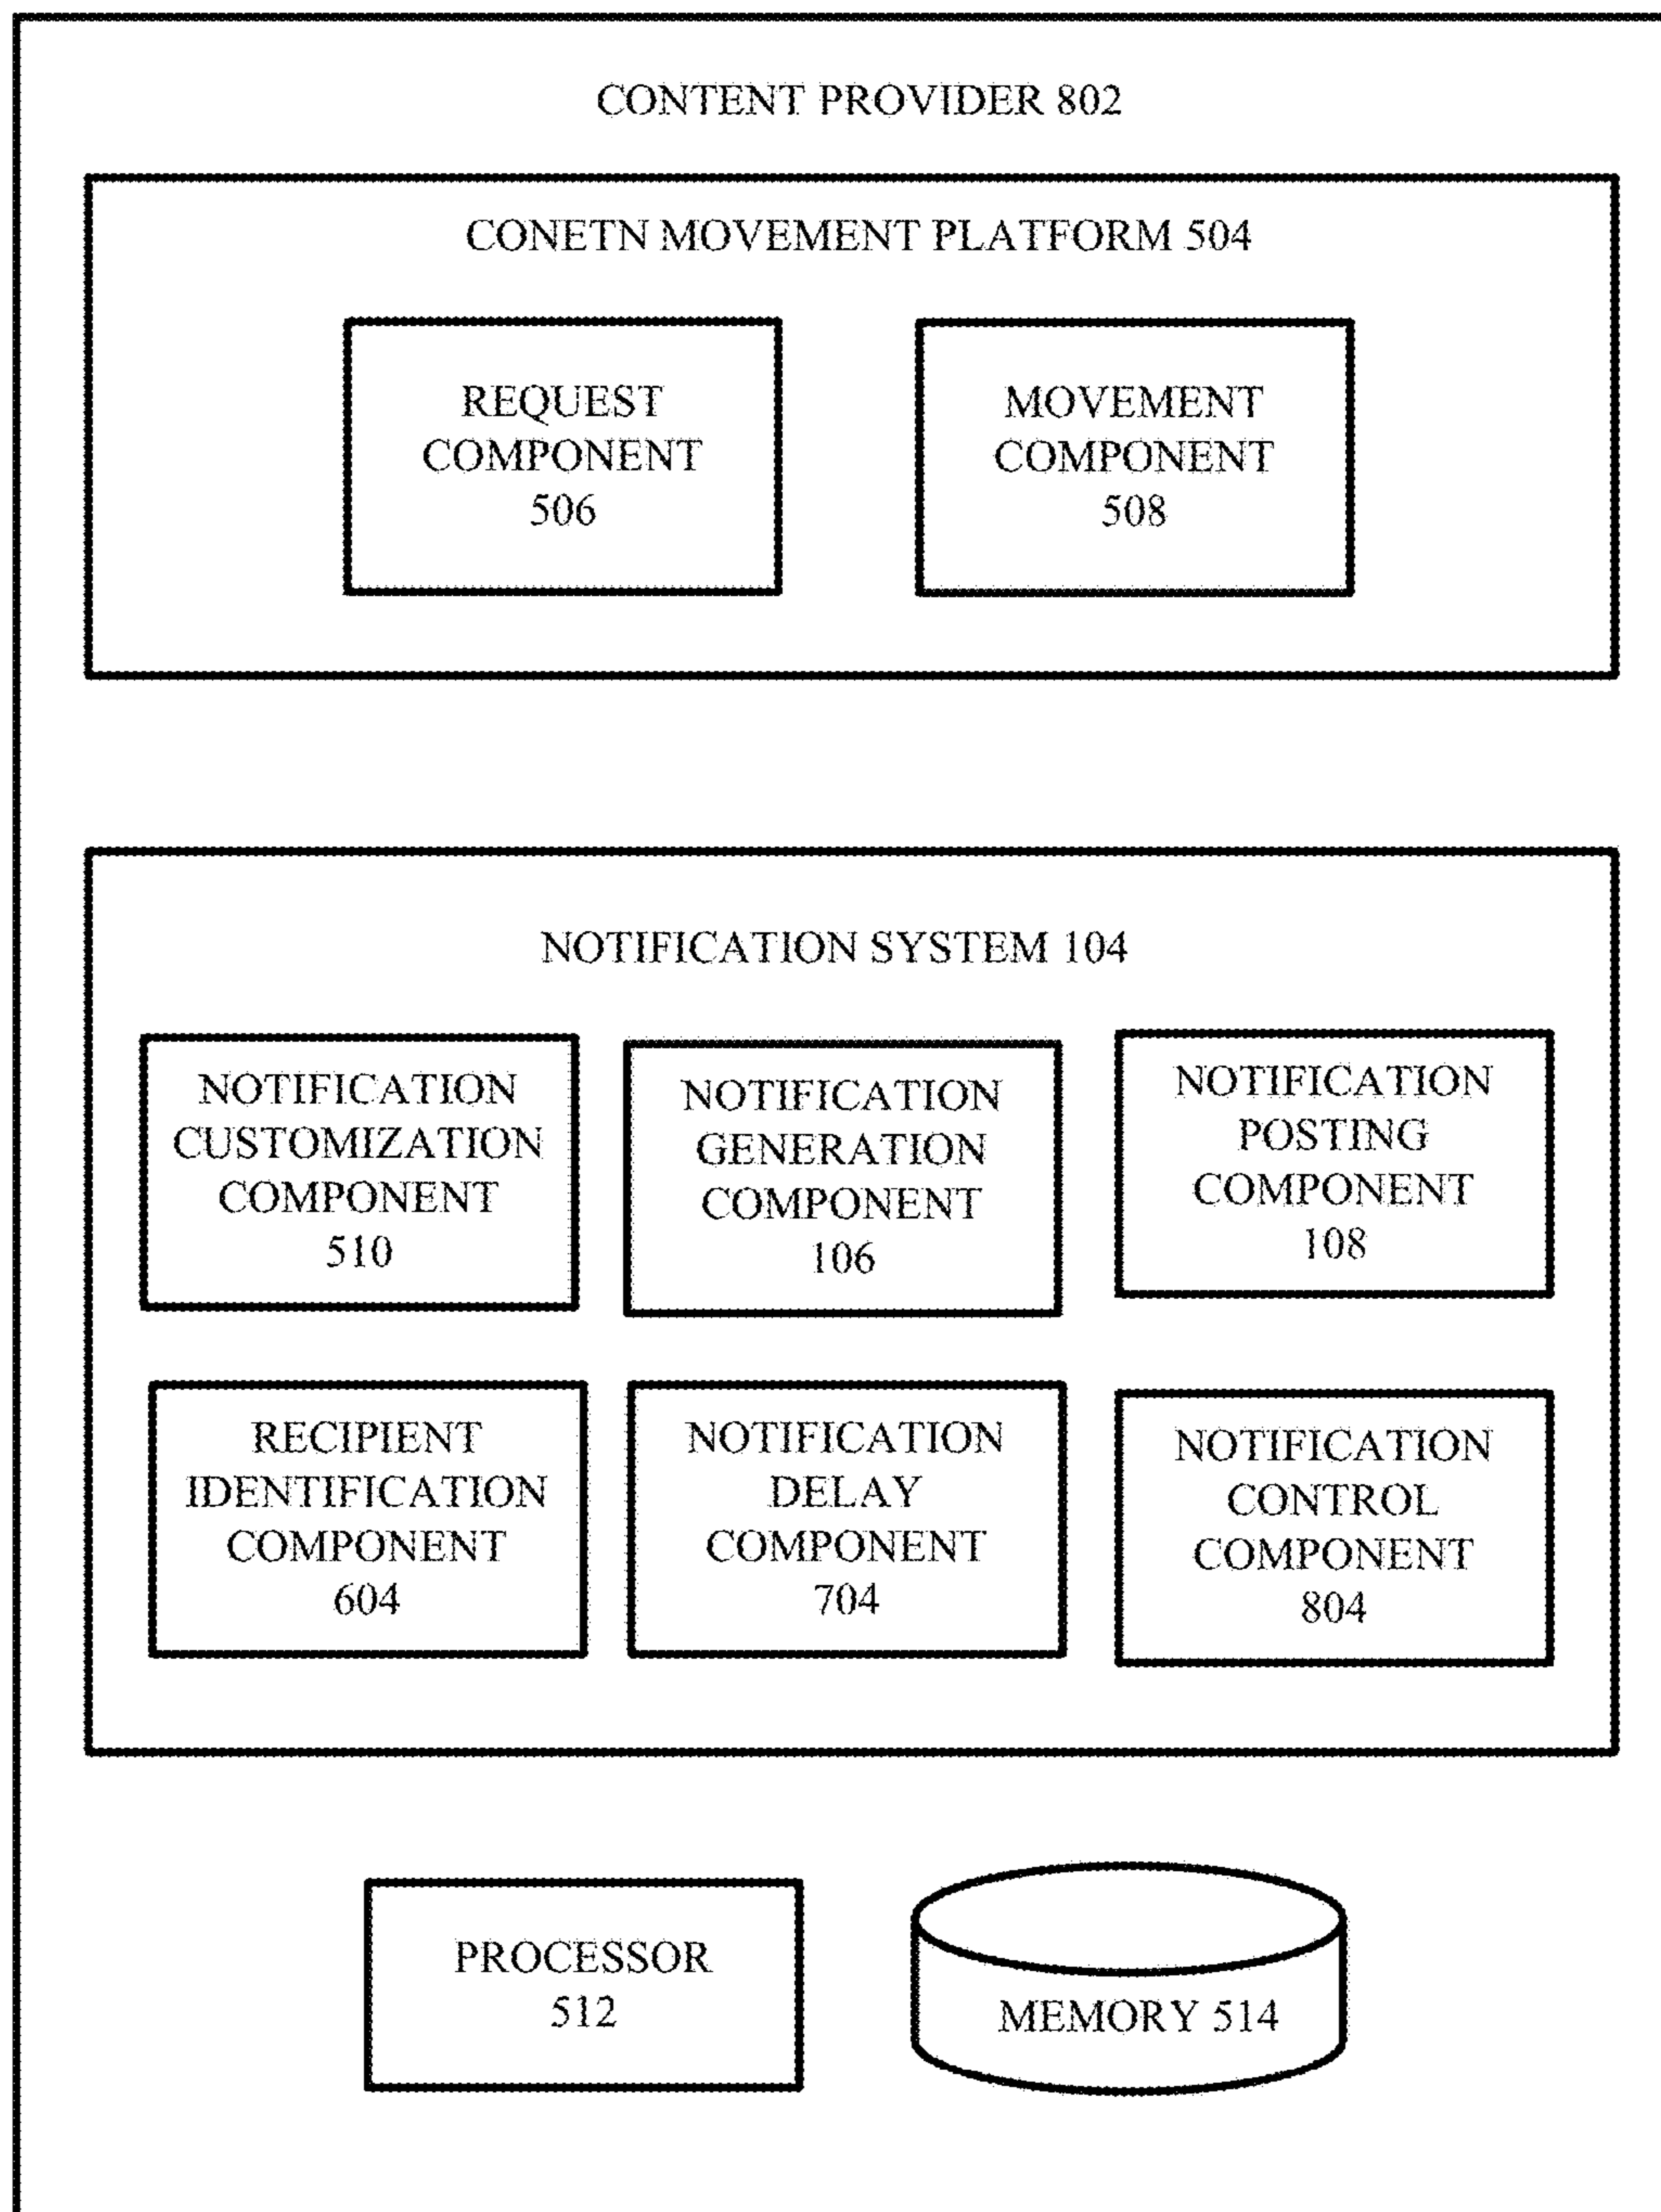 CONTENT PROVIDER 802
CONETN MOVEMENT PLATFORM 504
REQUEST
COMPONENT
506
MOVEMENT
COMPONENT
508
NOTIFICATION SYSTEM 104
NOTIFICATION
CUSTOMIZATION
COMPONENT
510
NOTIFICATION
GENERATION
COMPONENT
106
NOTIFICATION
POSTING
COMPONENT
108
RECIPIENT
IDENTIFICATION
COMPONENT
604
NOTIFICATION
DELAY
COMPONENT
704
NOTIFICATION
CONTROL
COMPONENT
804
PROCESSOR
512
MEMORY 514